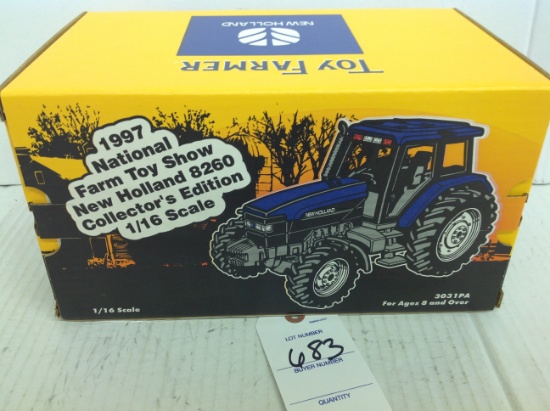 NEW HOLLAND
TOY FARMER
1997
National
Farm Toy Show
New Holland 8260
Collector's Edition
1/16 Scale
NEW HOLLAND
1/16 Scale
3031PA
For Ages 8 and Over
LOT NUMBER
683
BUYER NUMBER
QUANTITY